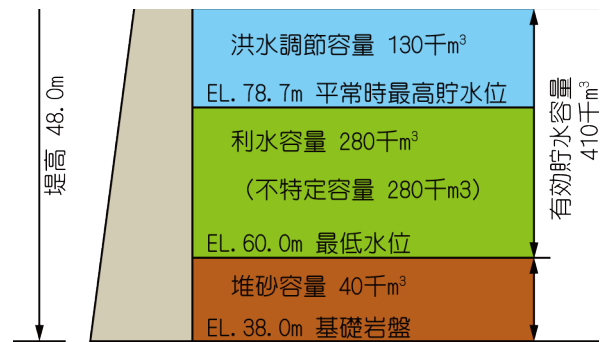 堤高 48.0m
洪水調節容量 130千m³
EL.78.7m 平常時最高貯水位
利水容量 280千m³
(不特定容量 280千m3)
EL.60.0m 最低水位
堆砂容量 40千m³
EL.38.0m 基礎岩盤
有効貯水容量
410千m³